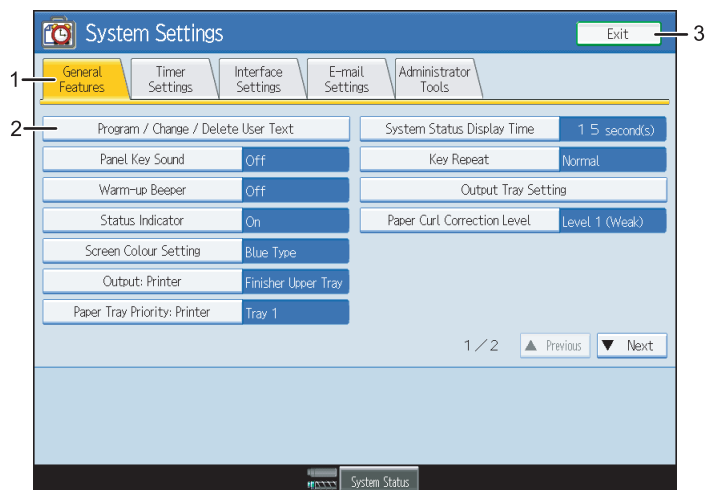 System Settings
Exit
3
1
General
Features
Timer
Settings
Interface
Settings
E-mail
Settings
Administrator
Tools
2
Program / Change / Delete User Text
System Status Display Time
15 second(s)
Panel Key Sound
Off
Key Repeat
Normal
Warm-up Beeper
Off
Output Tray Setting
Status Indicator
On
Paper Curl Correction Level
Level 1 (Weak)
Screen Colour Setting
Blue Type
Output: Printer
Finisher Upper Tray
Paper Tray Priority: Printer
Tray 1
1/2
▲ Previous
▼ Next
System Status